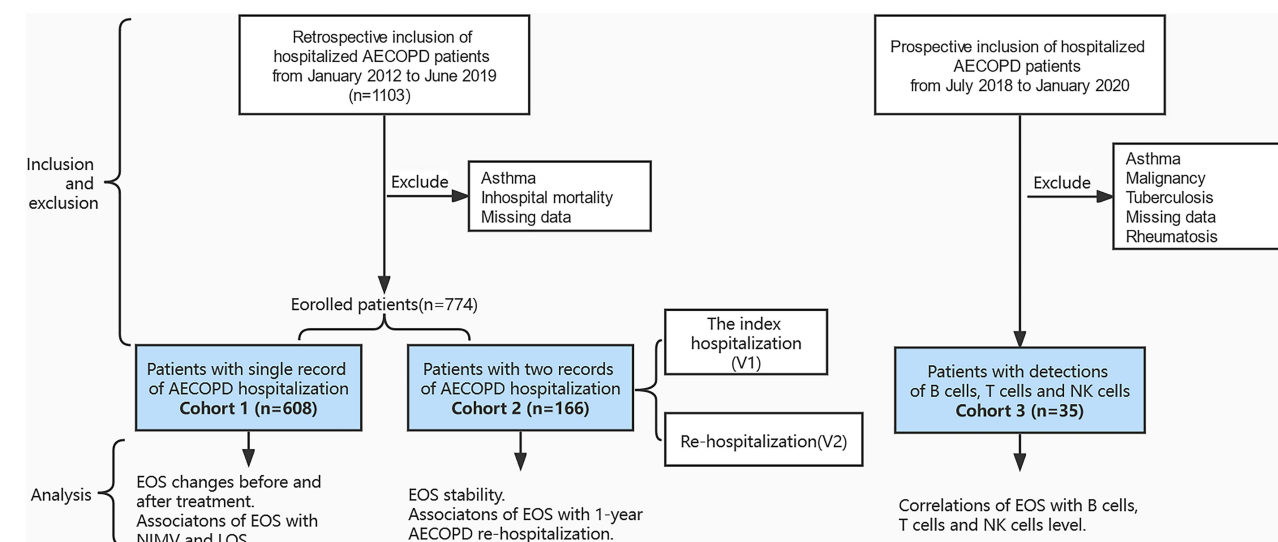 Retrospective inclusion of
hospitalized AECOPD patients
from January 2012 to June 2019
(n=1103)
Prospective inclusion of hospitalized
AECOPD patients
from July 2018 to January 2020
Inclusion
and
exclusion
Exclude
Asthma
Inhospital mortality
Missing data
Exclude
Asthma
Malignancy
Tuberculosis
Missing data
Rheumatosis
Eorolled patients(n=774)
Patients with single record
of AECOPD hospitalization
Cohort 1 (n=608)
Patients with two records
of AECOPD hospitalization
Cohort 2 (n=166)
The index
hospitalization
(V1)
Re-hospitalization(V2)
Patients with detections
of B cells, T cells and NK cells
Cohort 3 (n=35)
Analysis
EOS changes before and
after treatment.
Associatons of EOS with
NIMV and LOS
EOS stability.
Associatons of EOS with 1-year
AECOPD re-hospitalization.
Correlations of EOS with B cells,
T cells and NK cells level.